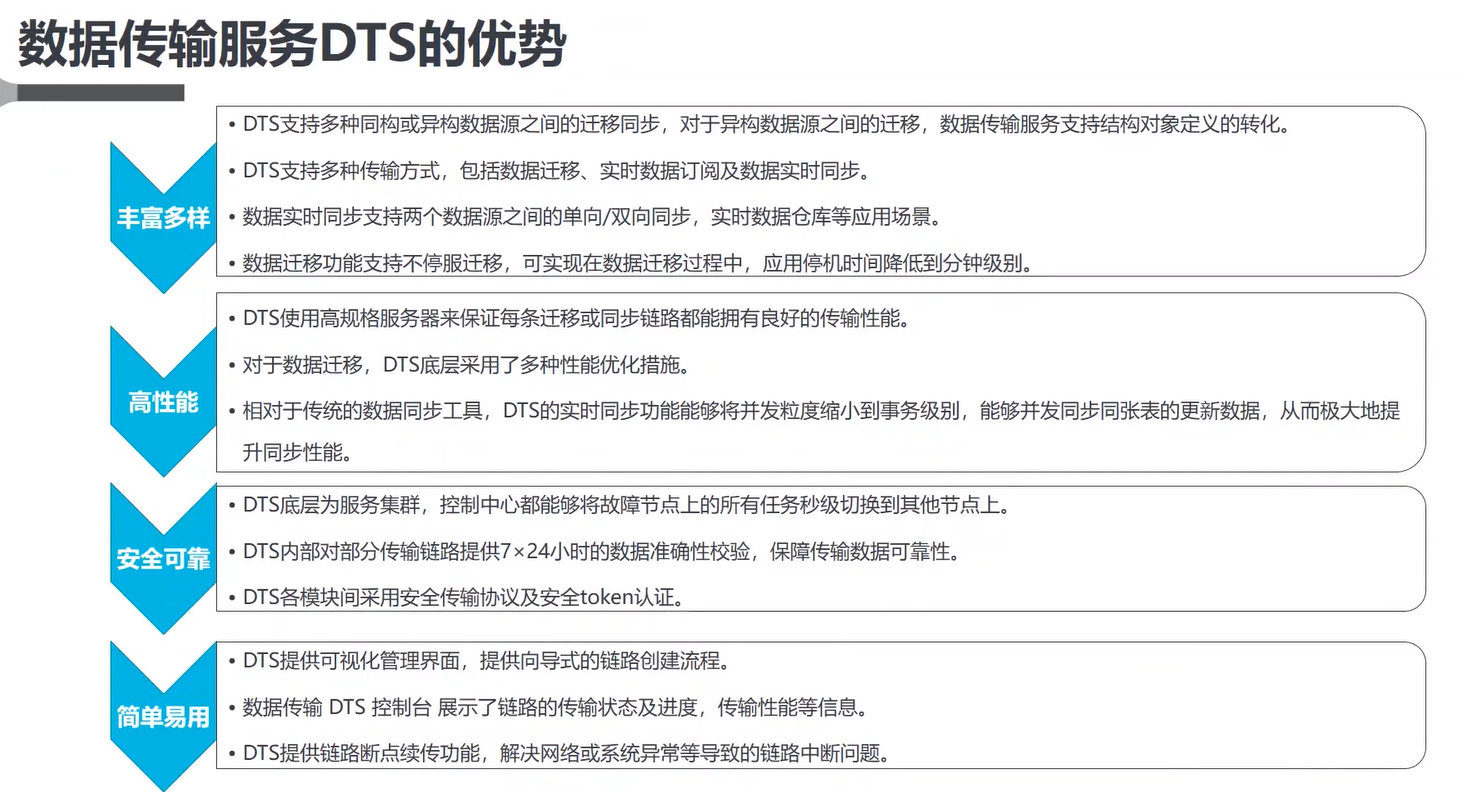 数据传输服务DTS的优势
丰富多样
• DTS支持多种同构或异构数据源之间的迁移同步，对于异构数据源之间的迁移，数据传输服务支持结构对象定义的转化。
• DTS支持多种传输方式，包括数据迁移、实时数据订阅及数据实时同步。
• 数据实时同步支持两个数据源之间的单向/双向同步，实时数据仓库等应用场景。
• 数据迁移功能支持不停服迁移，可实现在数据迁移过程中，应用停机时间降低到分钟级别。
高性能
• DTS使用高规格服务器来保证每条迁移或同步链路都能拥有良好的传输性能。
• 对于数据迁移，DTS底层采用了多种性能优化措施。
• 相对于传统的数据同步工具，DTS的实时同步功能能够将并发粒度缩小到事务级别，能够并发同步同张表的更新数据，从而极大地提
升同步性能。
安全可靠
• DTS底层为服务集群，控制中心都能够将故障节点上的所有任务秒级切换到其他节点上。
• DTS内部对部分传输链路提供7×24小时的数据准确性校验，保障传输数据可靠性。
• DTS各模块间采用安全传输协议及安全token认证。
简单易用
• DTS提供可视化管理界面，提供向导式的链路创建流程。
• 数据传输 DTS 控制台 展示了链路的传输状态及进度，传输性能等信息。
• DTS提供链路断点续传功能，解决网络或系统异常等导致的链路中断问题。